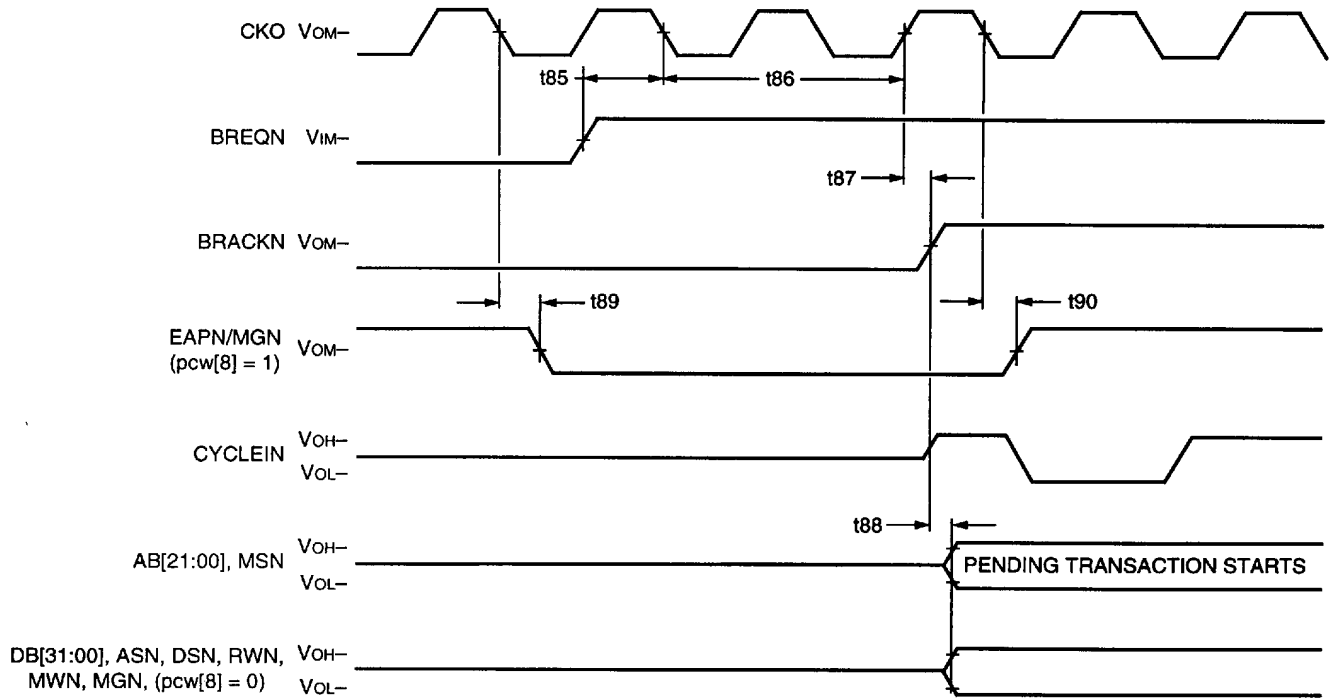 CKO VOM–
t85
t86
BREQN VIM–
t87
BRACKN VOM–
t89
t90
EAPN/MGN
(pcw[8] = 1)
VOM–
CYCLEIN
VOH–
VOL–
t88
AB[21:00], MSN
VOH–
VOL–
PENDING TRANSACTION STARTS
DB[31:00], ASN, DSN, RWN,
MWN, MGN, (pcw[8] = 0)
VOH–
VOL–